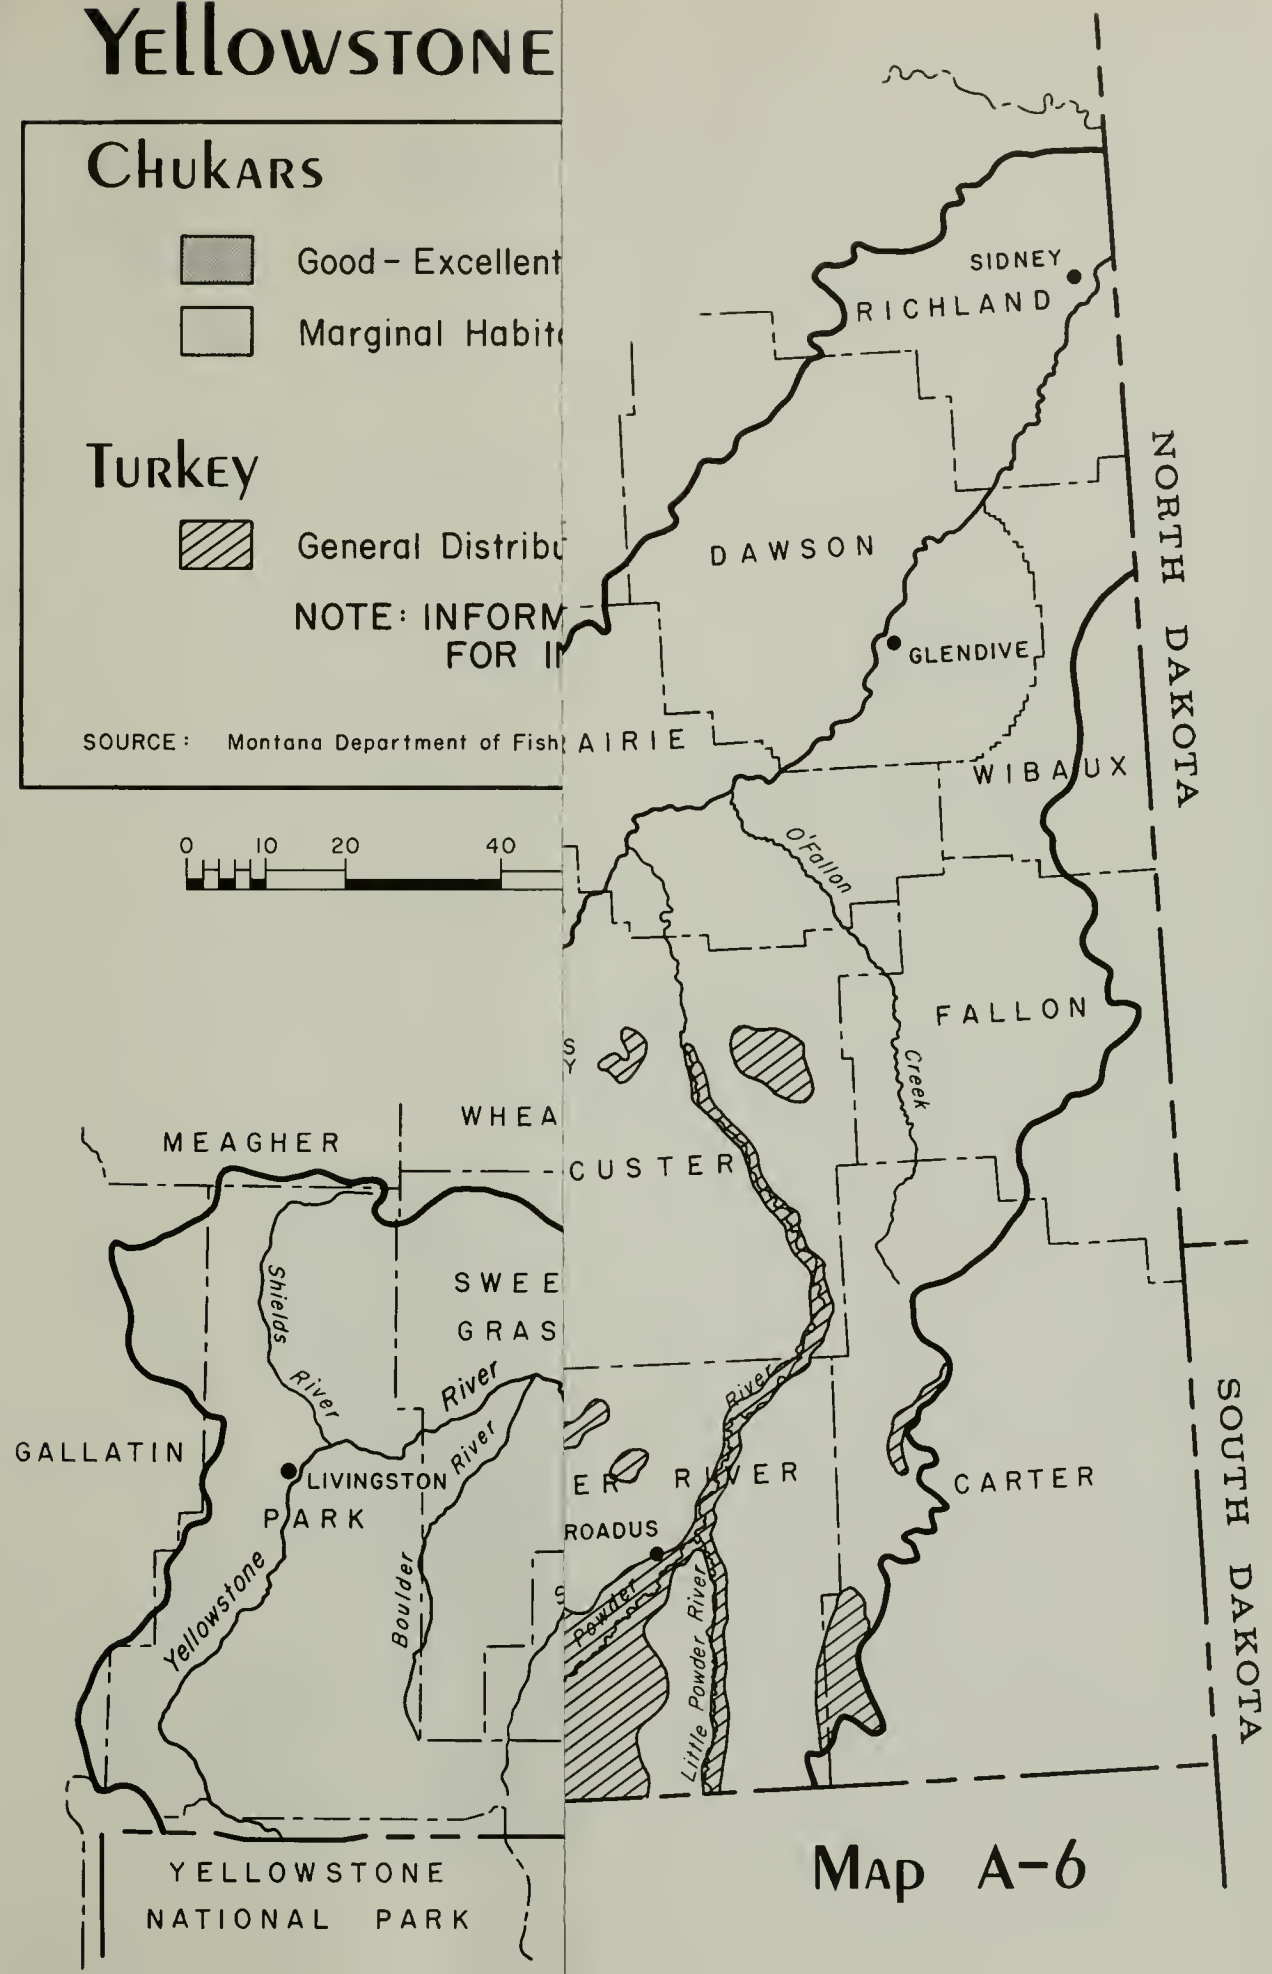 Yellowstone
Chukars
Good - Excellent
Marginal Habit
Turkey
General Distribu
NOTE: INFORM
FOR
SOURCE: Montana Department of Fish
0 10 20 40
SIDNEY
RICHLAND
NORTH DAKOTA
DAWSON
GLENDIVE
AIRIE
WIBAUX
O'Fallon
Creek
FALLON
S
Y
CUSTER
MEAGHER
WHEA
SWEE
GRAS
Shields
River
River
River
GALLATIN
LIVINGSTON
PARK
Yellowstone
Boulder
River
ER RIVER
ROADUS
Powder
Little Powder River
CARTER
SOUTH DAKOTA
YELLOWSTONE
NATIONAL PARK
Map A-6